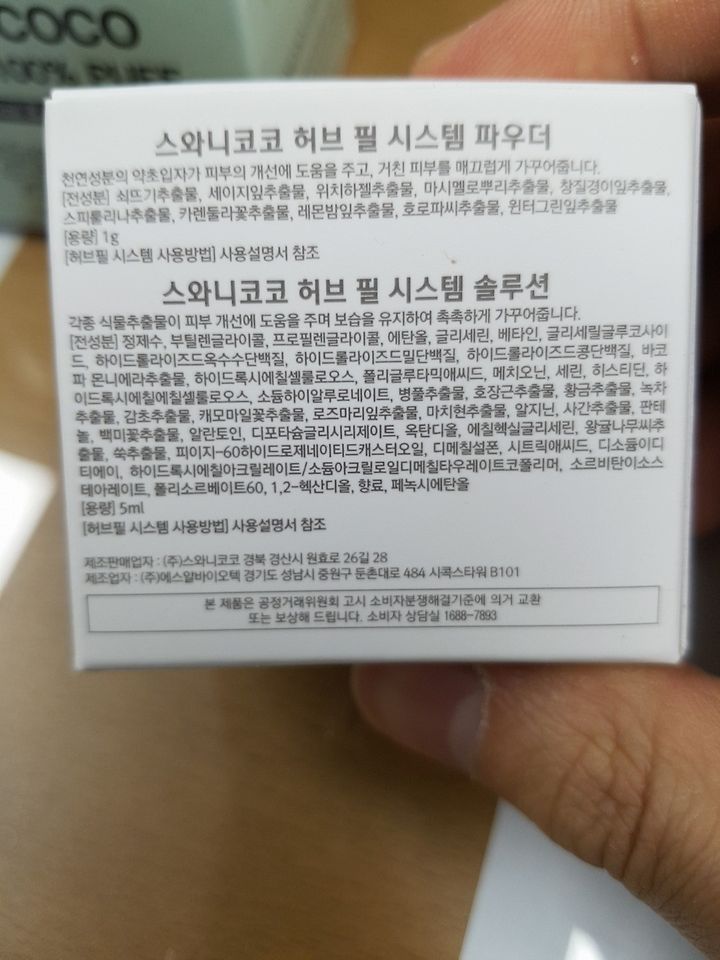 COCO
100% PUFF
스와니코코 허브 필 시스템 파우더
천연성분의 약초입자가 피부의 개선에 도움을 주고, 거친 피부를 매끄럽게 가꾸어줍니다.
[전성분] 쇠뜨기추출물, 세이지잎추출물, 위치하젤추출물, 마시멜로뿌리추출물, 창질경이잎추출물,
스피룰리나추출물, 카렌둘라꽃추출물, 레몬밤잎추출물, 호로파씨추출물, 윈터그린잎추출물
[용량] 1g
[허브필 시스템 사용방법] 사용설명서 참조
스와니코코 허브 필 시스템 솔루션
각종 식물추출물이 피부 개선에 도움을 주며 보습을 유지하여 촉촉하게 가꾸어줍니다.
[전성분] 정제수, 부틸렌글라이콜, 프로필렌글라이콜, 에탄올, 글리세린, 베타인, 글리세릴글루코사이
드, 하이드롤라이즈드옥수수단백질, 하이드롤라이즈드밀단백질, 하이드롤라이즈드콩단백질, 바코
파 몬니에라추출물, 하이드록시에칠셀룰로오스, 폴리글루타믹애씨드, 메치오닌, 세린, 히스티딘, 하
이드록시에칠에칠셀룰로오스, 소듐하이알루로네이트, 병풀추출물, 호장근추출물, 황금추출물, 녹차
추출물, 감초추출물, 캐모마일꽃추출물, 로즈마리잎추출물, 마치현추출물, 알지닌, 사간추출물, 판테
놀, 백미꽃추출물, 알란토인, 디포타슘글리시리제이트, 옥탄디올, 에칠헥실글리세린, 왕귤나무씨추
출물, 쑥추출물, 피이지-60하이드로제네이티드캐스터오일, 디메칠설폰, 시트릭애씨드, 디소듐이디
티에이, 하이드록시에칠아크릴레이트/소듐아크릴로일디메칠타우레이트코폴리머, 소르비탄이소스
테아레이트, 폴리소르베이트60, 1,2-헥산디올, 향료, 페녹시에탄올
[용량] 5ml
[허브필 시스템 사용방법] 사용설명서 참조
제조판매업자 : (주)스와니코코 경북 경산시 원효로 26길 28
제조업자 : (주)에스알바이오텍 경기도 성남시 중원구 둔촌대로 484 시콕스타워 B101
본 제품은 공정거래위원회 고시 소비자분쟁해결기준에 의거 교환
또는 보상해 드립니다. 소비자 상담실 1688-7893